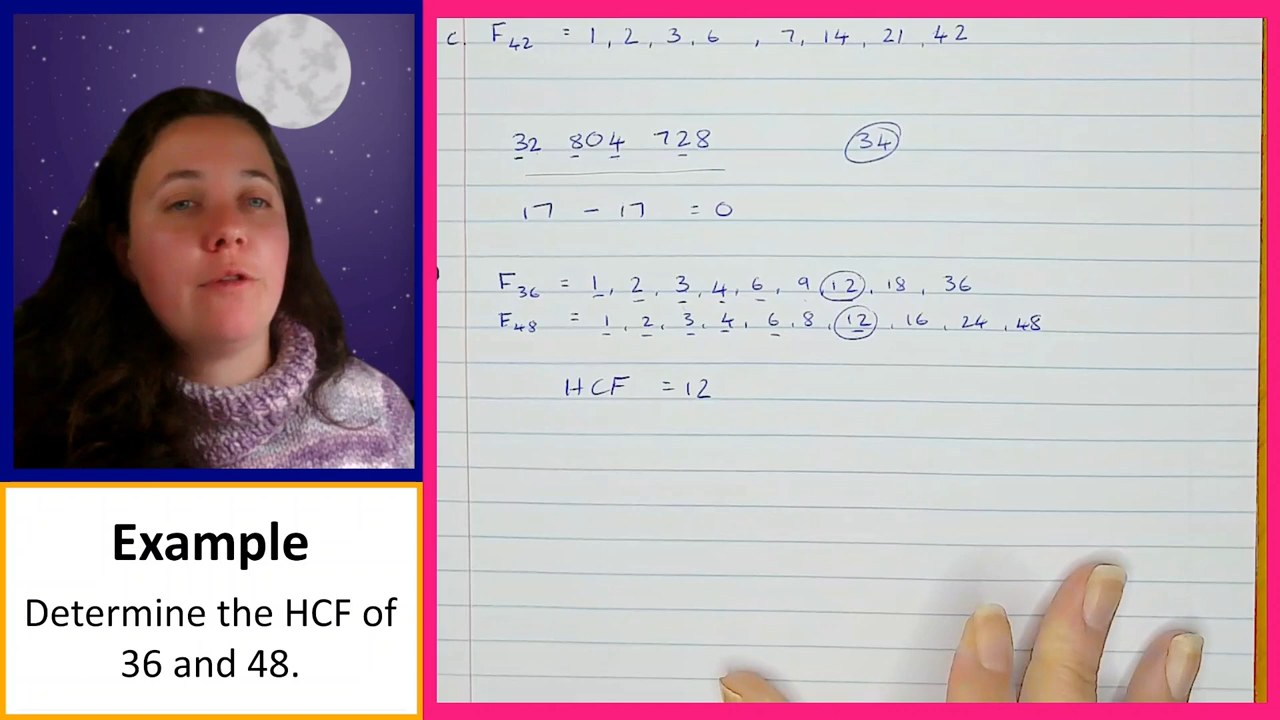 c. F42 = 1, 2, 3, 6 , 7, 14, 21, 42
32 804 728 34
17 - 17 = 0
F36 = 1, 2, 3, 4, 6, 9, 12, 18, 36
F48 = 1, 2, 3, 4, 6, 8, 12, 16, 24, 48
HCF = 12
Example
Determine the HCF of
36 and 48.